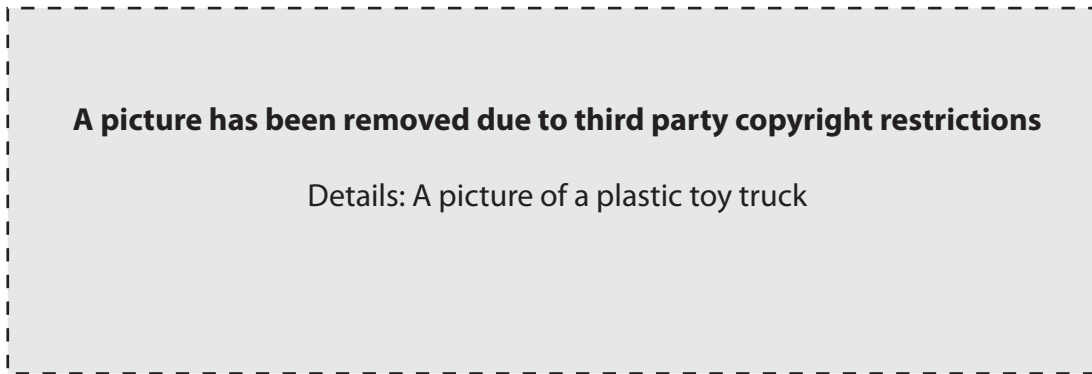 A picture has been removed due to third party copyright restrictions
Details: A picture of a plastic toy truck